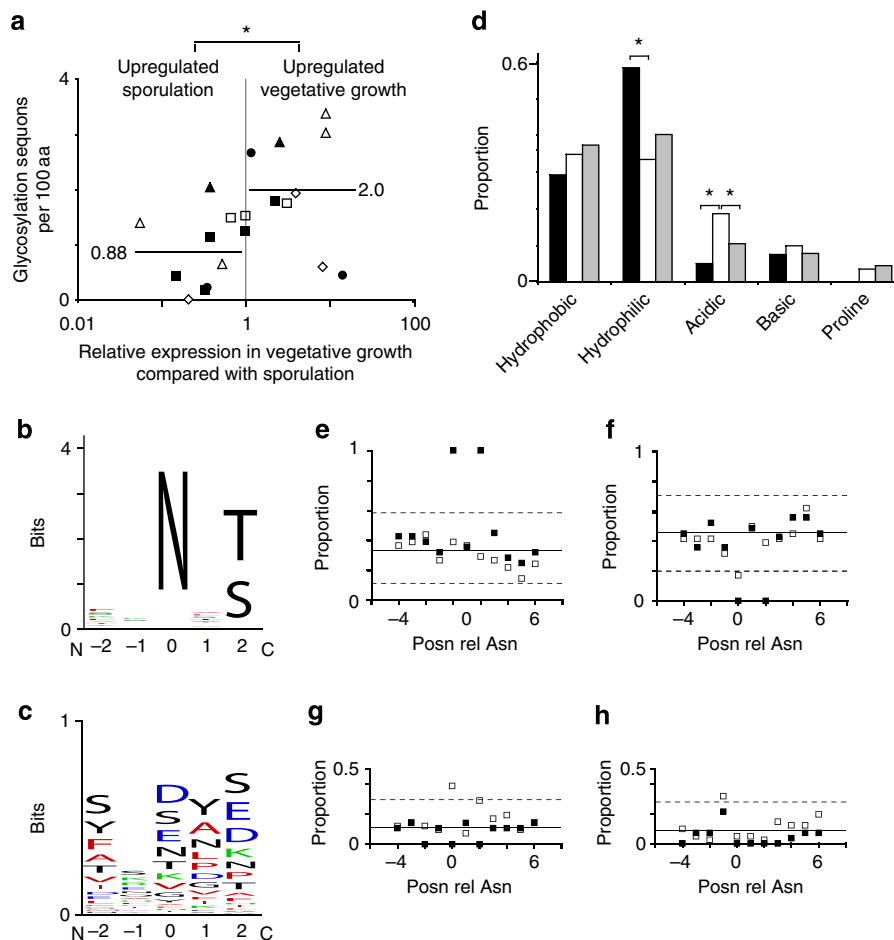 a
*
Upregulated sporulation
Upregulated vegetative growth
Glycosylation sequons per 100 aa
4
2.0
0.88
0
0.01
1
100
Relative expression in vegetative growth
compared with sporulation
d
0.6
Proportion
*
*
*
0
Hydrophobic
Hydrophilic
Acidic
Basic
Proline
b
4
Bits
N
T
S
0
N
–2
–1
0
1
2
C
c
1
Bits
S
Y
F
A
T
V
D
S
E
N
T
K
V
G
Y
A
N
L
P
D
G
S
E
D
K
N
P
T
0
N
–2
–1
0
1
2
C
e
1
Proportion
0
–4
0
6
Posn rel Asn
f
1
Proportion
0
–4
0
6
Posn rel Asn
g
0.5
Proportion
0
–4
0
6
Posn rel Asn
h
0.5
Proportion
0
–4
0
6
Posn rel Asn